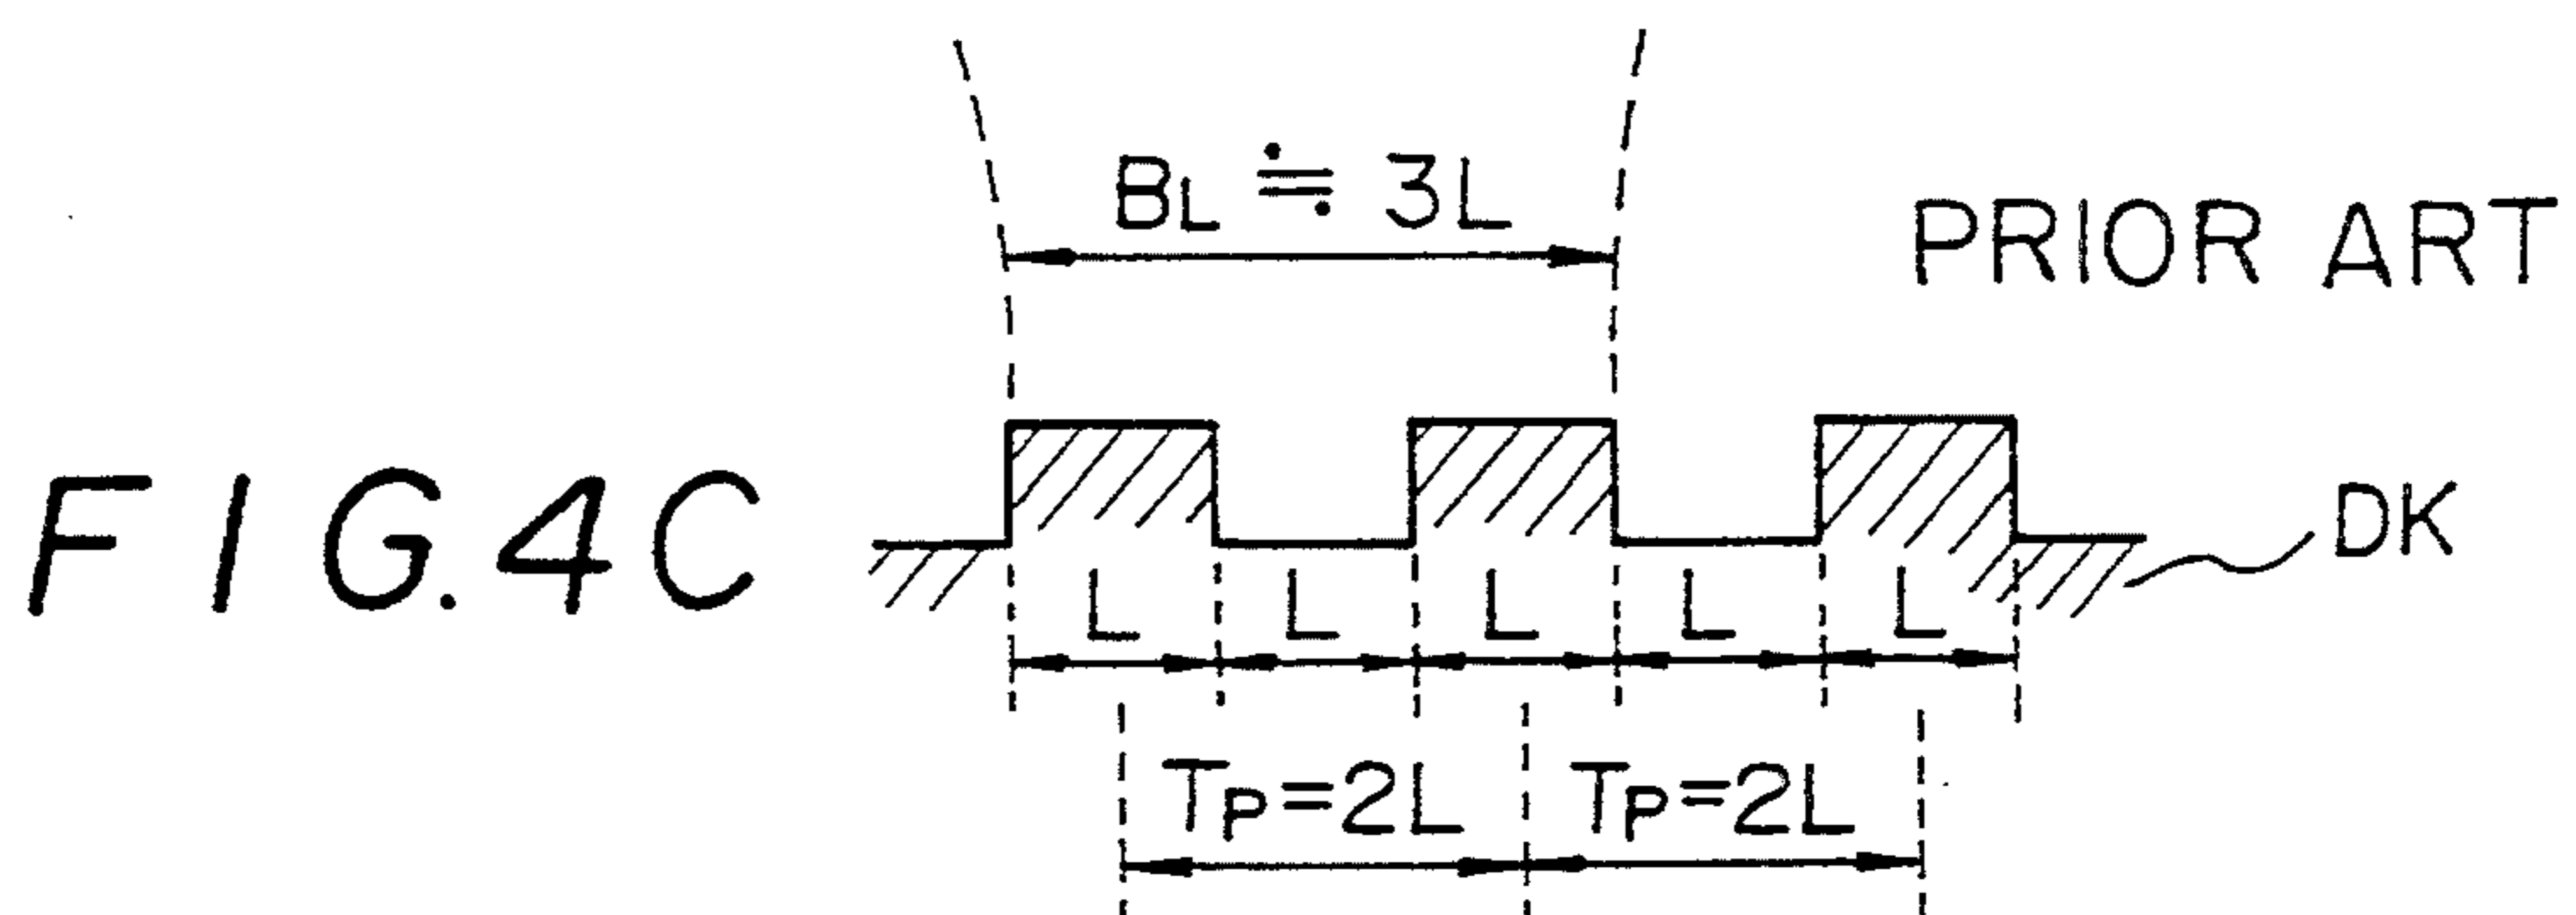 BL ≒ 3L
PRIOR ART
FIG.4C
DK
L L L L L
TP=2L TP=2L